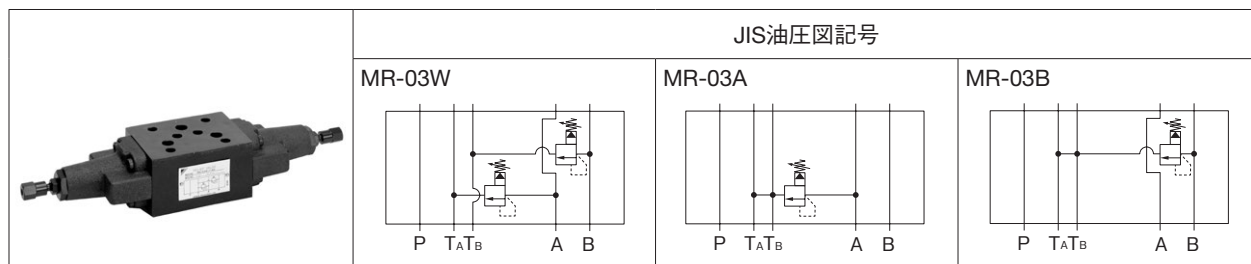 JIS油圧図記号
MR-03W
MR-03A
MR-03B
P TATB A B
P TATB A B
P TATB A B